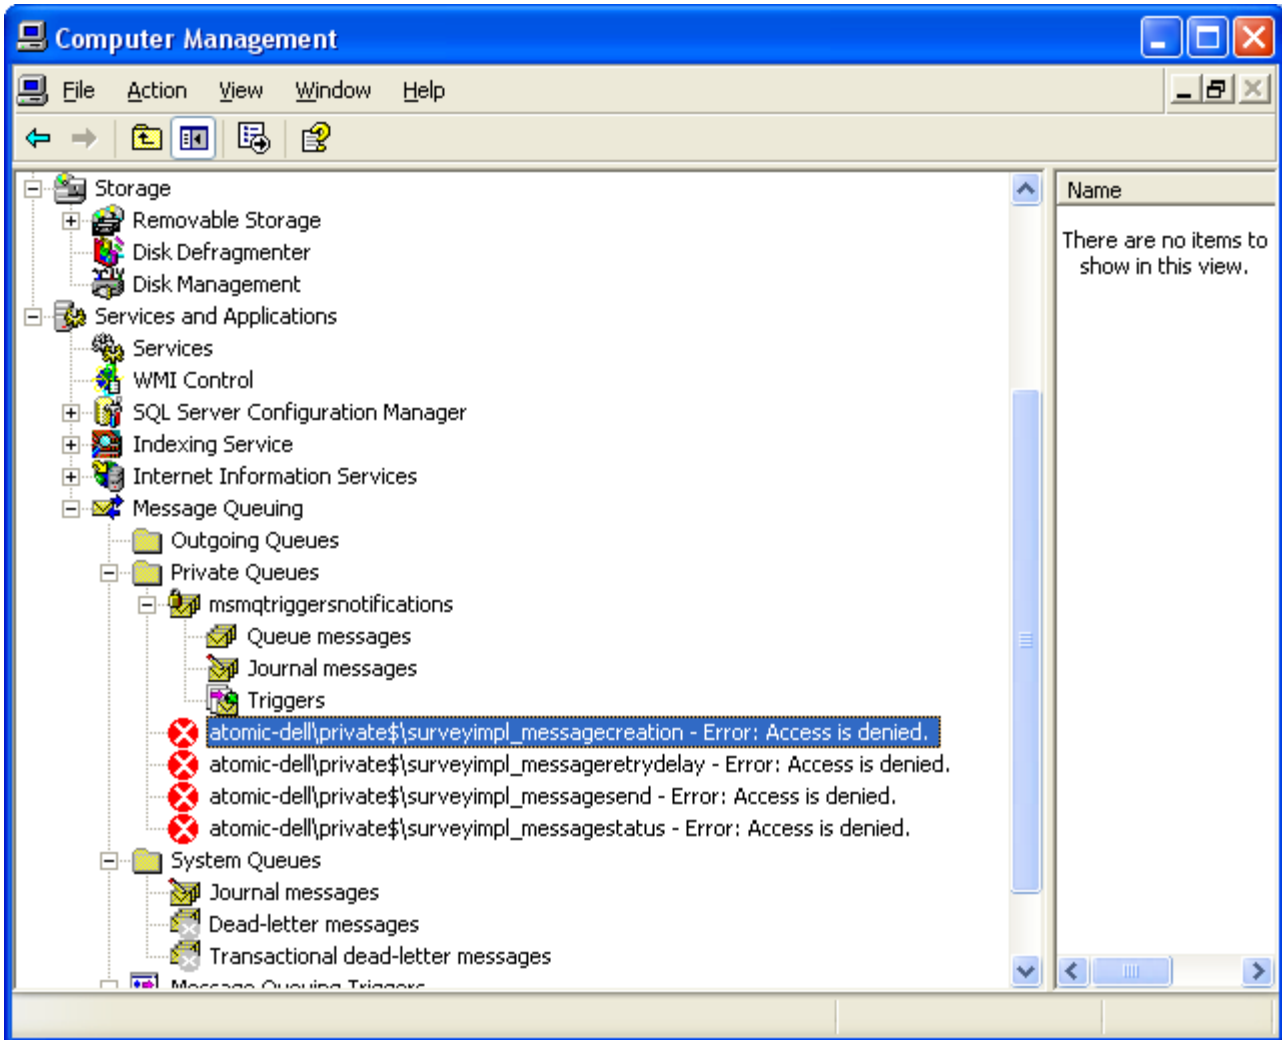 Computer Management
File Action View Window Help
Storage
Removable Storage
Disk Defragmenter
Disk Management
Services and Applications
Services
WMI Control
SQL Server Configuration Manager
Indexing Service
Internet Information Services
Message Queuing
Outgoing Queues
Private Queues
msmqtriggersnotifications
Queue messages
Journal messages
Triggers
atomic-dell\private$\surveyimpl_messagecreation - Error: Access is denied.
atomic-dell\private$\surveyimpl_messageretrydelay - Error: Access is denied.
atomic-dell\private$\surveyimpl_messagesend - Error: Access is denied.
atomic-dell\private$\surveyimpl_messagestatus - Error: Access is denied.
System Queues
Journal messages
Dead-letter messages
Transactional dead-letter messages
Message Queuing Triggers
Name
There are no items to
show in this view.